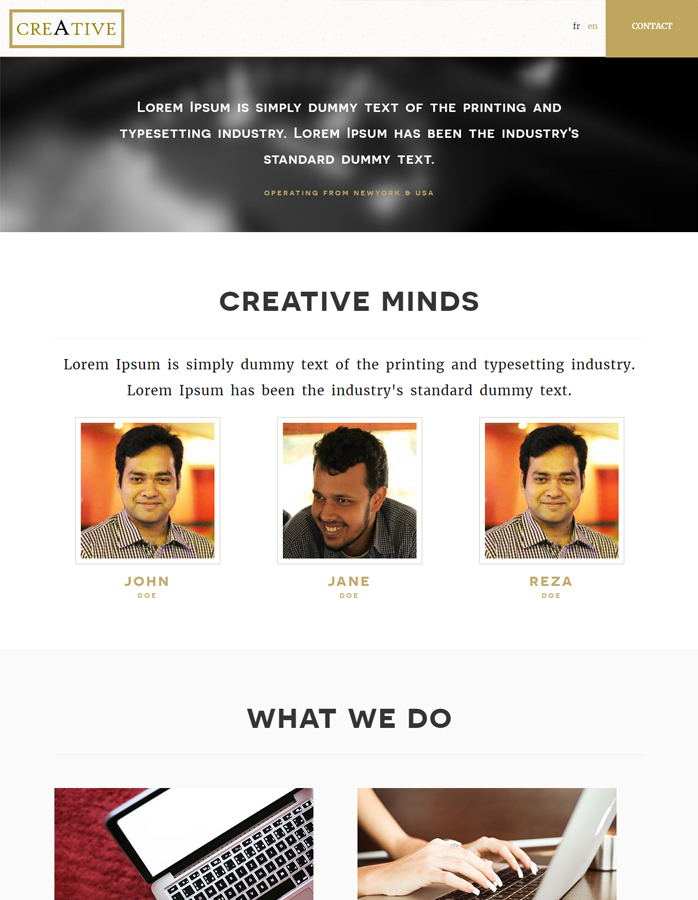 CREATIVE
fr en
CONTACT
Lorem Ipsum is simply dummy text of the printing and
typesetting industry. Lorem Ipsum has been the industry's
standard dummy text.
OPERATING FROM NEWYORK & USA
CREATIVE MINDS
Lorem Ipsum is simply dummy text of the printing and typesetting industry.
Lorem Ipsum has been the industry's standard dummy text.
JOHN
DOE
JANE
DOE
REZA
DOE
WHAT WE DO